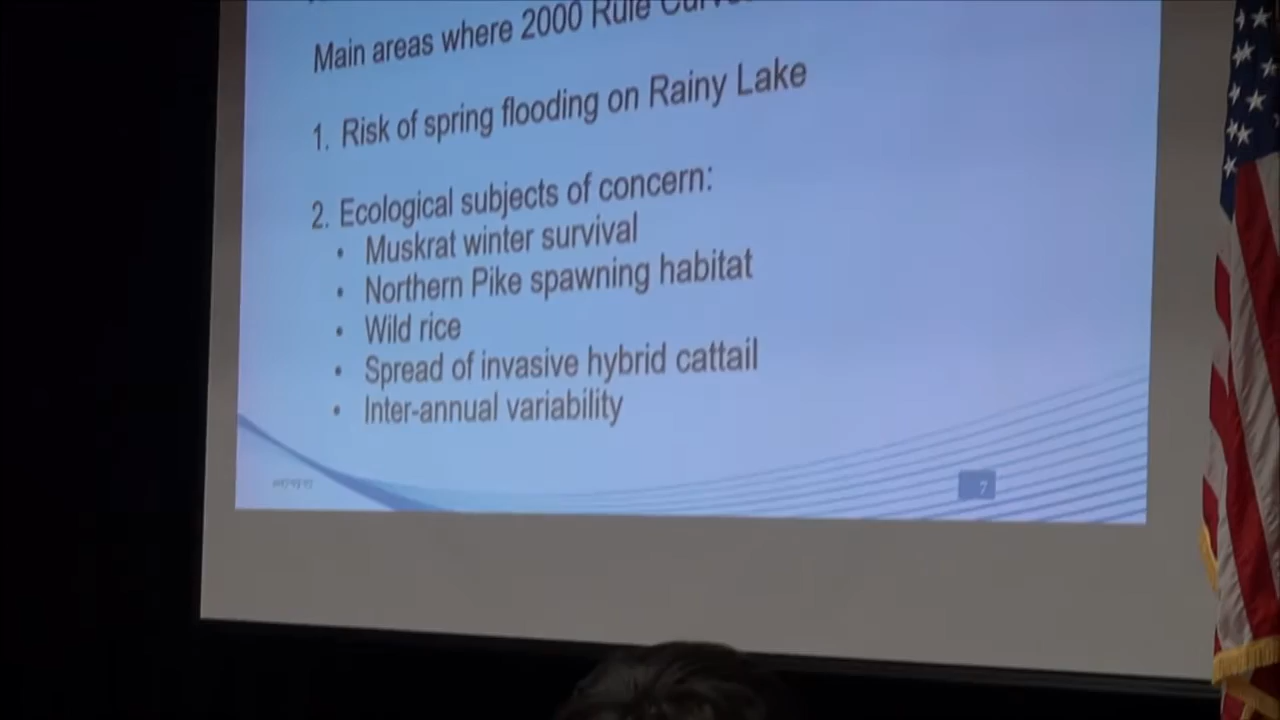 Main areas where 2000 Rule
1. Risk of spring flooding on Rainy Lake
2. Ecological subjects of concern:
• Muskrat winter survival
• Northern Pike spawning habitat
• Wild rice
• Spread of invasive hybrid cattail
• Inter-annual variability
7